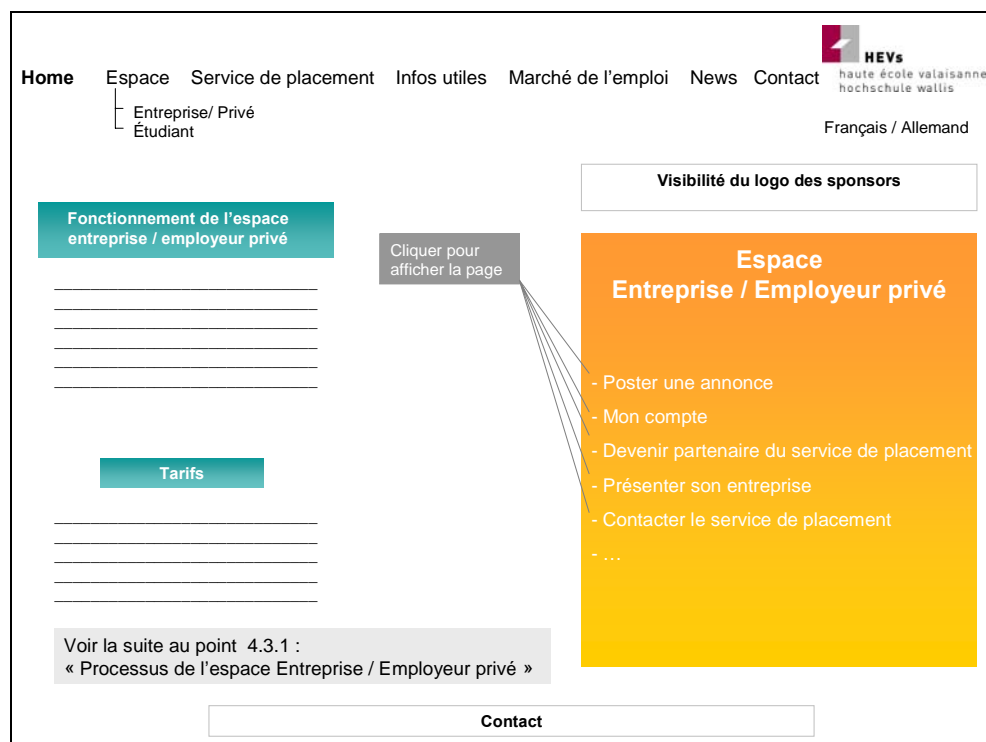 HEVs
haute école valaisanne
hochschule wallis
Home Espace Service de placement Infos utiles Marché de l'emploi News Contact
Entreprise/ Privé
Étudiant
Français / Allemand
Visibilité du logo des sponsors
Fonctionnement de l'espace
entreprise / employeur privé
Cliquer pour
afficher la page
Espace
Entreprise / Employeur privé
- Poster une annonce
- Mon compte
- Devenir partenaire du service de placement
- Présenter son entreprise
- Contacter le service de placement
- …
Tarifs
Voir la suite au point 4.3.1 :
« Processus de l'espace Entreprise / Employeur privé »
Contact